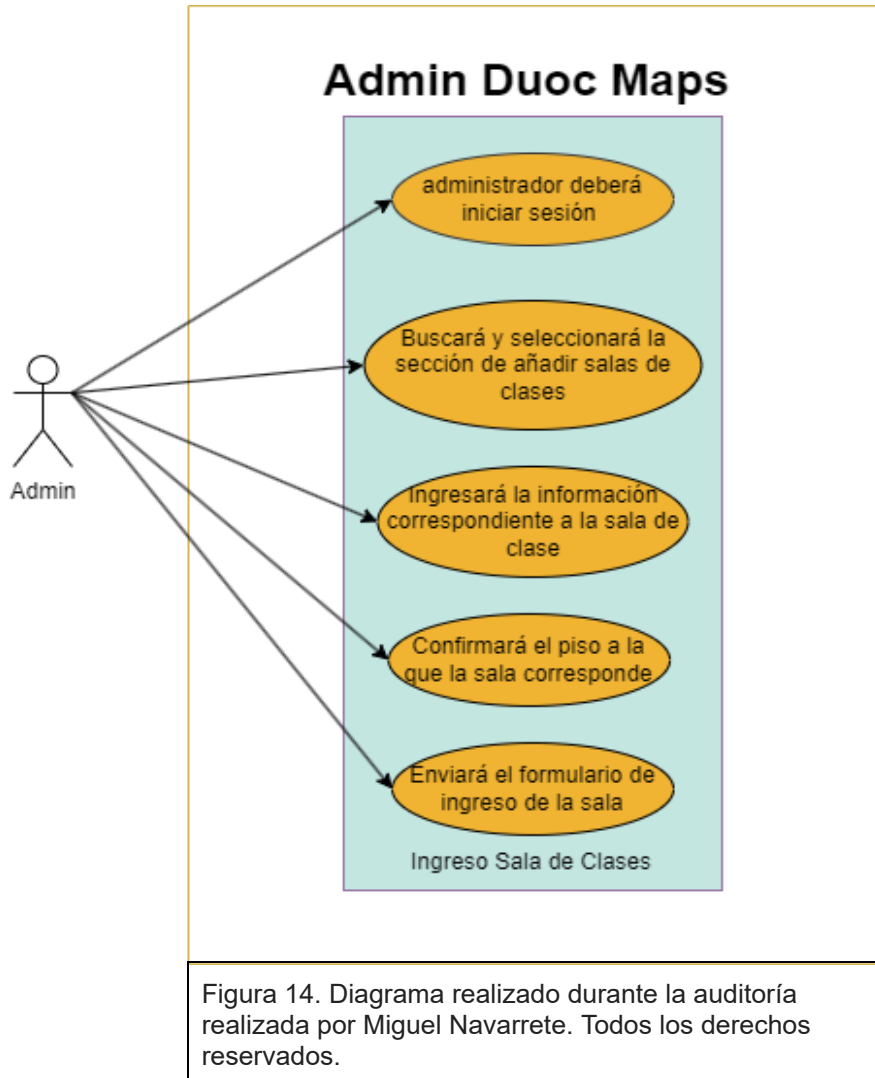 Admin Duoc Maps
administrador deberá
iniciar sesión
Buscará y seleccionará la
sección de añadir salas de
clases
Ingresará la información
correspondiente a la sala de
clase
Admin
Confirmará el piso a la
que la sala corresponde
Enviará el formulario de
ingreso de la sala
Ingreso Sala de Clases
Figura 14. Diagrama realizado durante la auditoría
realizada por Miguel Navarrete. Todos los derechos
reservados.